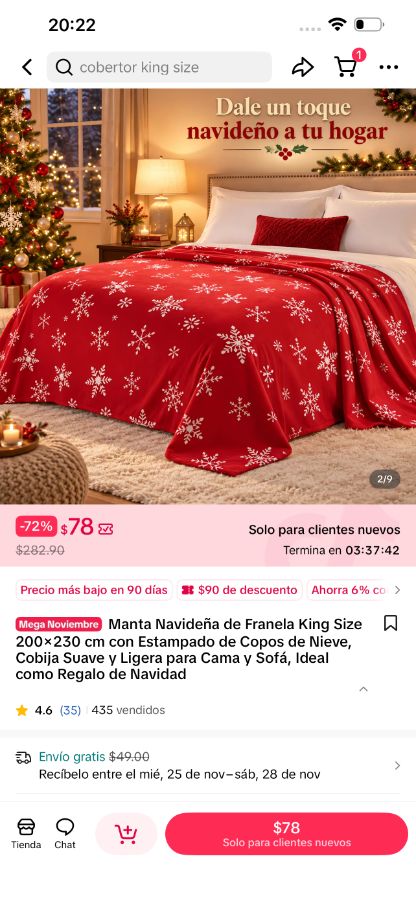 20:22
cobertor king size
1
Dale un toque
navideño a tu hogar
2/9
-72% $78
Solo para clientes nuevos
$282.90
Termina en 03:37:42
Precio más bajo en 90 días
$90 de descuento
Ahorra 6% co
Mega Noviembre Manta Navideña de Franela King Size
200×230 cm con Estampado de Copos de Nieve,
Cobija Suave y Ligera para Cama y Sofá, Ideal
como Regalo de Navidad
4.6 (35) 435 vendidos
Envío gratis $49.00
Recíbelo entre el mié, 25 de nov–sáb, 28 de nov
Tienda
Chat
$78
Solo para clientes nuevos